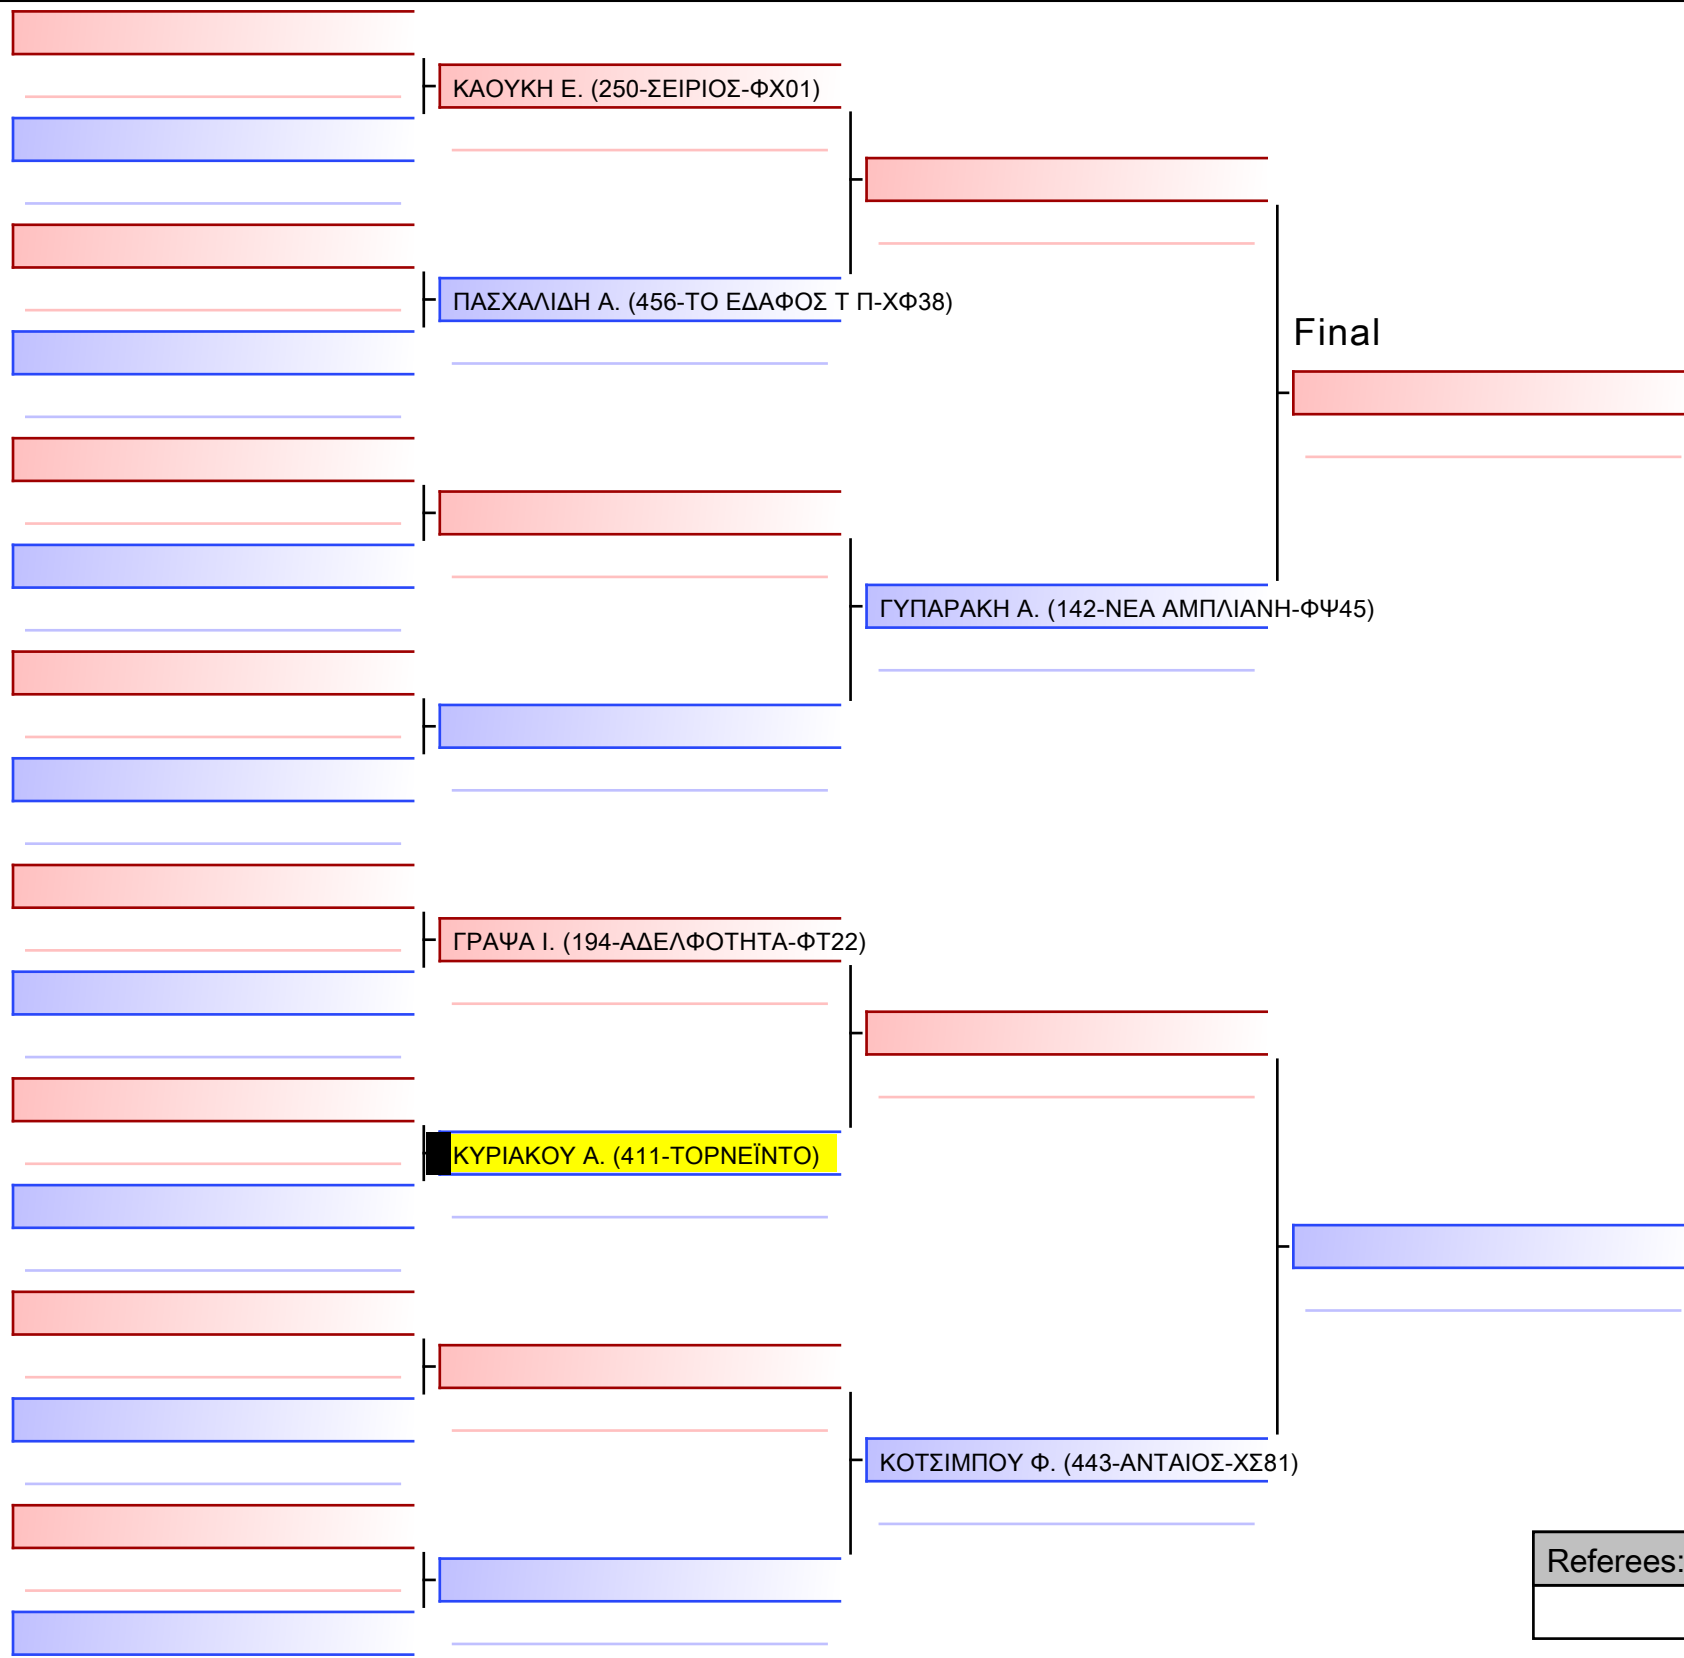 ΚΑΟΥΚΗ Ε. (250-ΣΕΙΡΙΟΣ-ΦΧ01)
ΠΑΣΧΑΛΙΔΗ Α. (456-ΤΟ ΕΔΑΦΟΣ Τ Π-ΧΦ38)
Final
ΓΥΠΑΡΑΚΗ Α. (142-ΝΕΑ ΑΜΠΛΙΑΝΗ-ΦΨ45)
ΓΡΑΨΑ Ι. (194-ΑΔΕΛΦΟΤΗΤΑ-ΦΤ22)
ΚΥΡΙΑΚΟΥ Α. (411-ΤΟΡΝΕΪΝΤΟ)
ΚΟΤΣΙΜΠΟΥ Φ. (443-ΑΝΤΑΙΟΣ-ΧΣ81)
Referees: